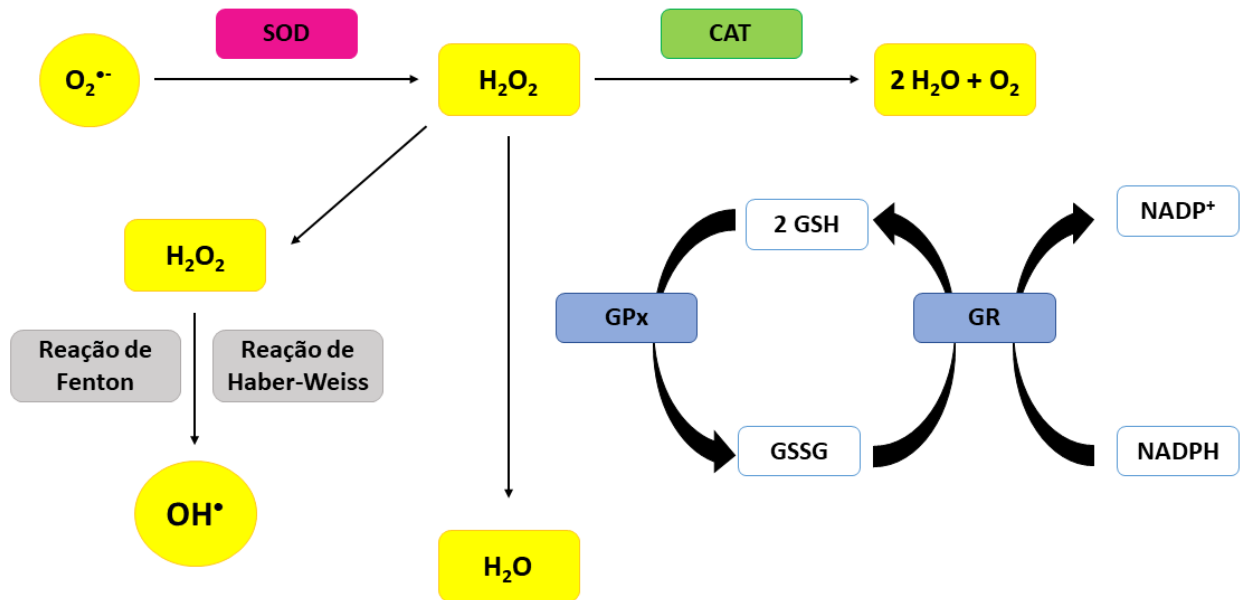 SOD
CAT
O₂•-
H₂O₂
2 H₂O + O₂
2 GSH
NADP⁺
H₂O₂
GPx
GR
Reação de
Fenton
Reação de
Haber-Weiss
GSSG
NADPH
OH•
H₂O